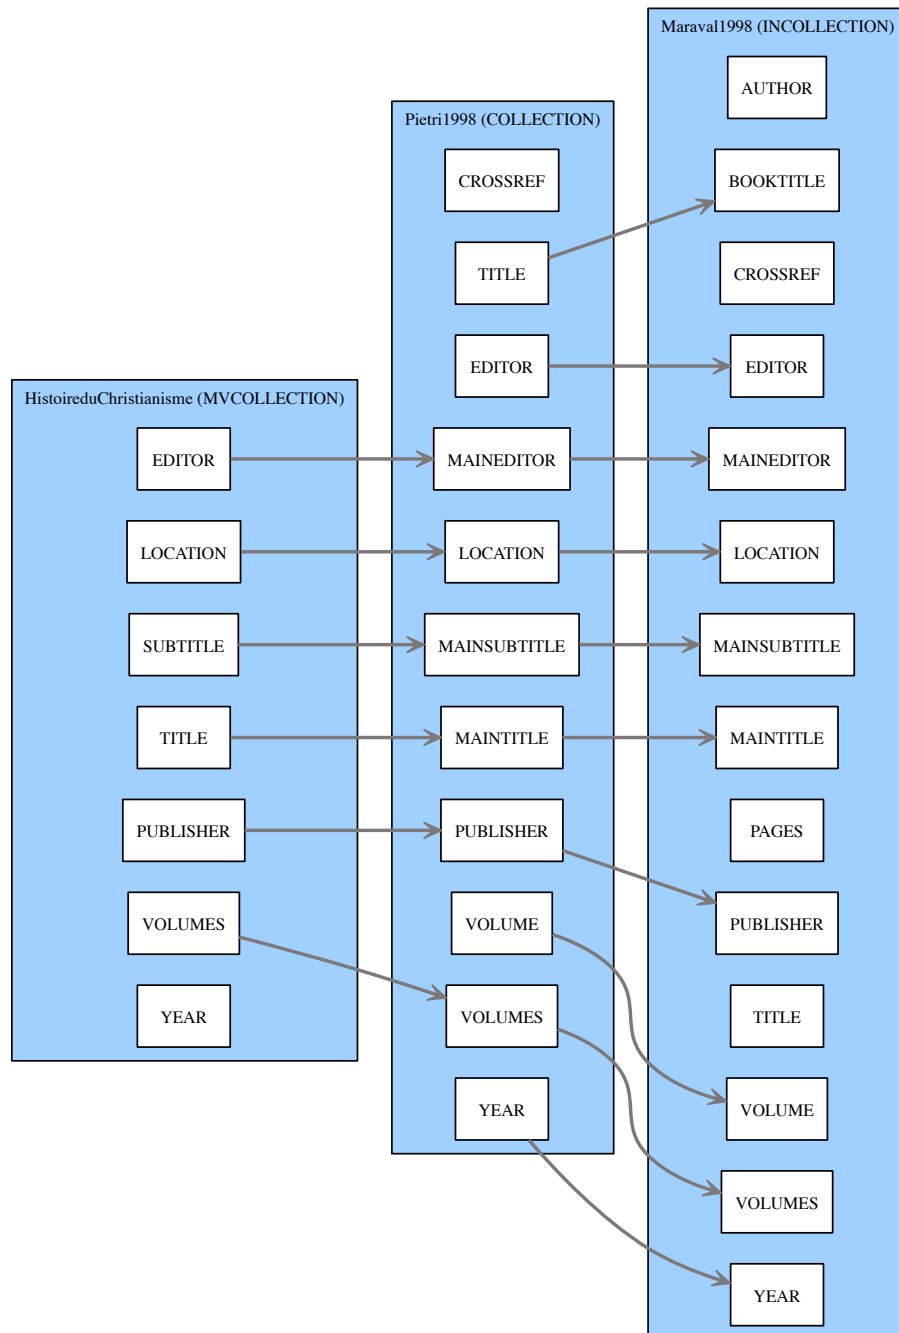 HistoireduChristianisme (MVCOLLECTION)
EDITOR
LOCATION
SUBTITLE
TITLE
PUBLISHER
VOLUMES
YEAR
Pietri1998 (COLLECTION)
CROSSREF
TITLE
EDITOR
MAINEDITOR
LOCATION
MAINSUBTITLE
MAINTITLE
PUBLISHER
VOLUME
VOLUMES
YEAR
Maraval1998 (INCOLLECTION)
AUTHOR
BOOKTITLE
CROSSREF
EDITOR
MAINEDITOR
LOCATION
MAINSUBTITLE
MAINTITLE
PAGES
PUBLISHER
TITLE
VOLUME
VOLUMES
YEAR